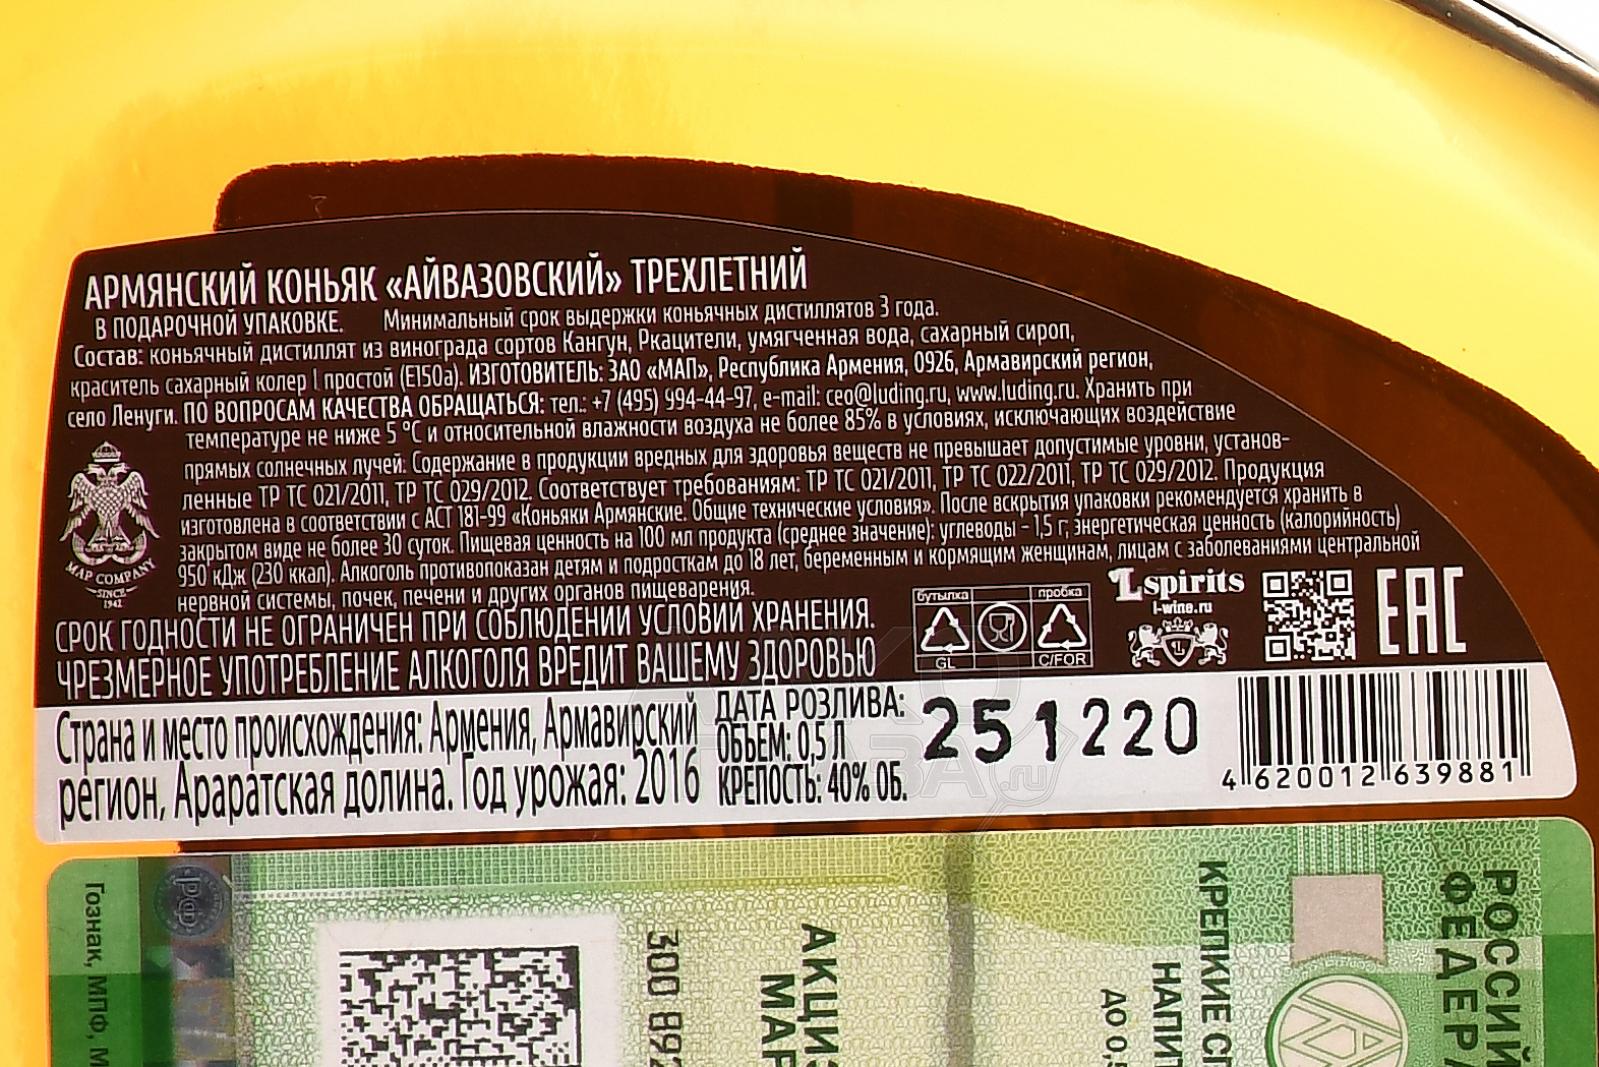 АРМЯНСКИЙ КОНЬЯК «АЙВАЗОВСКИЙ» ТРЕХЛЕТНИЙ
В ПОДАРОЧНОЙ УПАКОВКЕ. Минимальный срок выдержки коньячных дистиллятов 3 года.
Состав: коньячный дистиллят из винограда сортов Кангун, Ркацители, умягченная вода, сахарный сироп,
краситель сахарный колер I простой (Е150а). ИЗГОТОВИТЕЛЬ: ЗАО «МАП», Республика Армения, 0926, Армавирский регион,
село Ленуги. ПО ВОПРОСАМ КАЧЕСТВА ОБРАЩАТЬСЯ: тел.: +7 (495) 994-44-97, e-mail: ceo@luding.ru, www.luding.ru. Хранить при
температуре не ниже 5 °С и относительной влажности воздуха не более 85% в условиях, исключающих воздействие
прямых солнечных лучей. Содержание в продукции вредных для здоровья веществ не превышает допустимые уровни, установ-
ленные ТР ТС 021/2011, ТР ТС 029/2012. Соответствует требованиям: ТР ТС 021/2011, ТР ТС 022/2011, ТР ТС 029/2012. Продукция
изготовлена в соответствии с АСТ 181-99 «Коньяки Армянские. Общие технические условия». После вскрытия упаковки рекомендуется хранить в
закрытом виде не более 30 суток. Пищевая ценность на 100 мл продукта (среднее значение): углеводы – 1,5 г; энергетическая ценность (калорийность)
950 кДж (230 ккал). Алкоголь противопоказан детям и подросткам до 18 лет, беременным и кормящим женщинам, лицам с заболеваниями центральной
нервной системы, почек, печени и других органов пищеварения.
СРОК ГОДНОСТИ НЕ ОГРАНИЧЕН ПРИ СОБЛЮДЕНИИ УСЛОВИЙ ХРАНЕНИЯ.
ЧРЕЗМЕРНОЕ УПОТРЕБЛЕНИЕ АЛКОГОЛЯ ВРЕДИТ ВАШЕМУ ЗДОРОВЬЮ
MAP COMPANY
SINCE
1942
бутылка пробка
GL C/FOR
Lspirits
l-wine.ru
EAC
Страна и место происхождения: Армения, Армавирский
регион, Араратская долина. Год урожая: 2016
ДАТА РОЗЛИВА: 251220
ОБЪЕМ: 0,5 Л
КРЕПОСТЬ: 40% ОБ.
4 620012 639881
Гознак, МПФ, М
РФ
300 892
АКЦИЗ
МАР
КРЕПКИЕ СП
НАПИТ
ДО 0,5
РОССИЙ
ФЕДЕРА